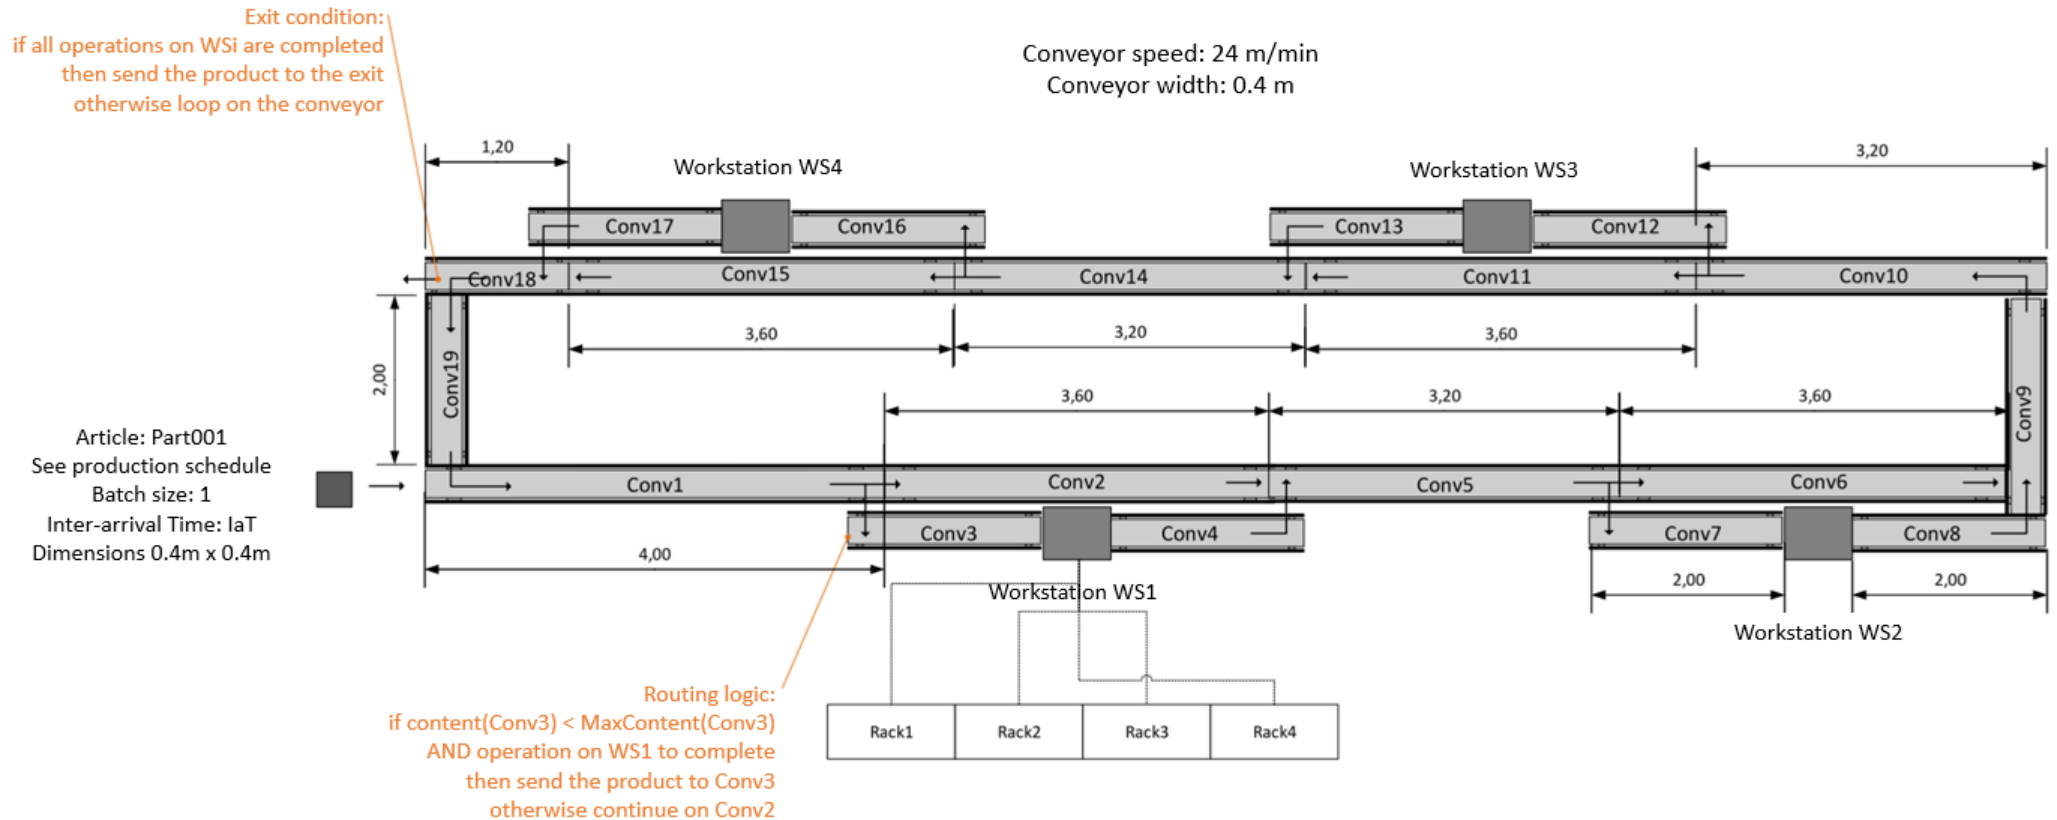 Exit condition:
if all operations on WSi are completed
then send the product to the exit
otherwise loop on the conveyor
Conveyor speed: 24 m/min
Conveyor width: 0.4 m
1,20
Workstation WS4
Workstation WS3
3,20
Conv17
Conv16
Conv13
Conv12
Conv18
Conv15
Conv14
Conv11
Conv10
3,60
3,20
3,60
2,00
Conv19
3,60
3,20
3,60
Conv9
Article: Part001
See production schedule
Batch size: 1
Inter-arrival Time: IaT
Dimensions 0.4m x 0.4m
Conv1
Conv2
Conv5
Conv6
Conv3
Conv4
Conv7
Conv8
4,00
2,00
2,00
Workstation WS1
Workstation WS2
Routing logic:
if content(Conv3) < MaxContent(Conv3)
AND operation on WS1 to complete
then send the product to Conv3
otherwise continue on Conv2
Rack1
Rack2
Rack3
Rack4